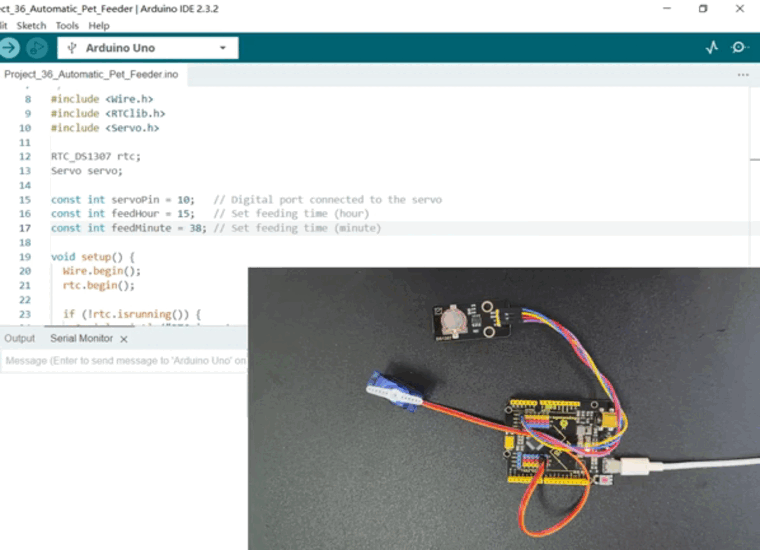 ct_36_Automatic_Pet_Feeder | Arduino IDE 2.3.2
dit Sketch Tools Help
Arduino Uno
Project_36_Automatic_Pet_Feeder.ino
8 #include <Wire.h>
9 #include <RTClib.h>
10 #include <Servo.h>
11
12 RTC_DS1307 rtc;
13 Servo servo;
14
15 const int servoPin = 10; // Digital port connected to the servo
16 const int feedHour = 15; // Set feeding time (hour)
17 const int feedMinute = 38; // Set feeding time (minute)
18
19 void setup() {
20 Wire.begin();
21 rtc.begin();
22
23 if (!rtc.isrunning()) {
Output Serial Monitor
Message (Enter to send message to 'Arduino Uno' on